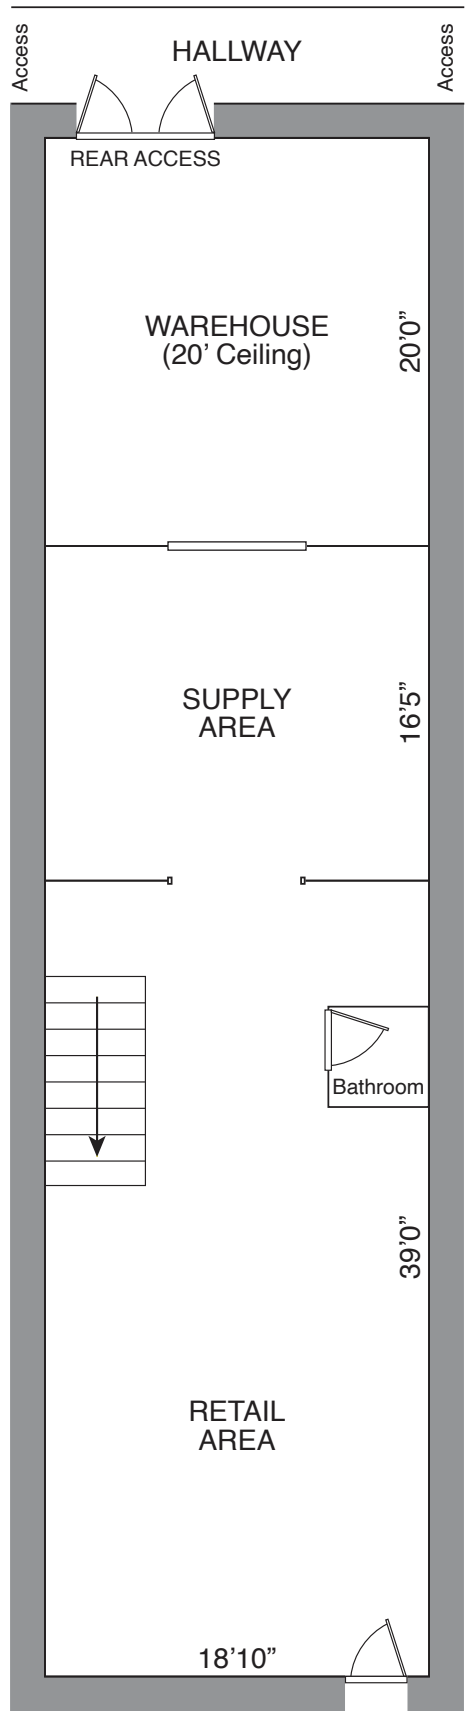 Access
HALLWAY
Access
REAR ACCESS
WAREHOUSE
(20’ Ceiling)
20’0”
SUPPLY
AREA
16’5”
Bathroom
39’0”
RETAIL
AREA
18’10”